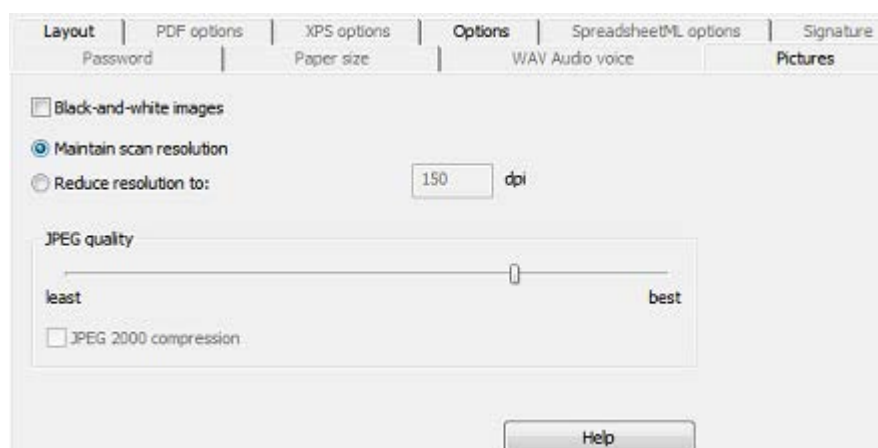 Layout PDF options XPS options Options SpreadsheetML options Signature
Password Paper size WAV Audio voice Pictures
Black-and-white images
Maintain scan resolution
Reduce resolution to: 150 dpi
JPEG quality
least best
JPEG 2000 compression
Help